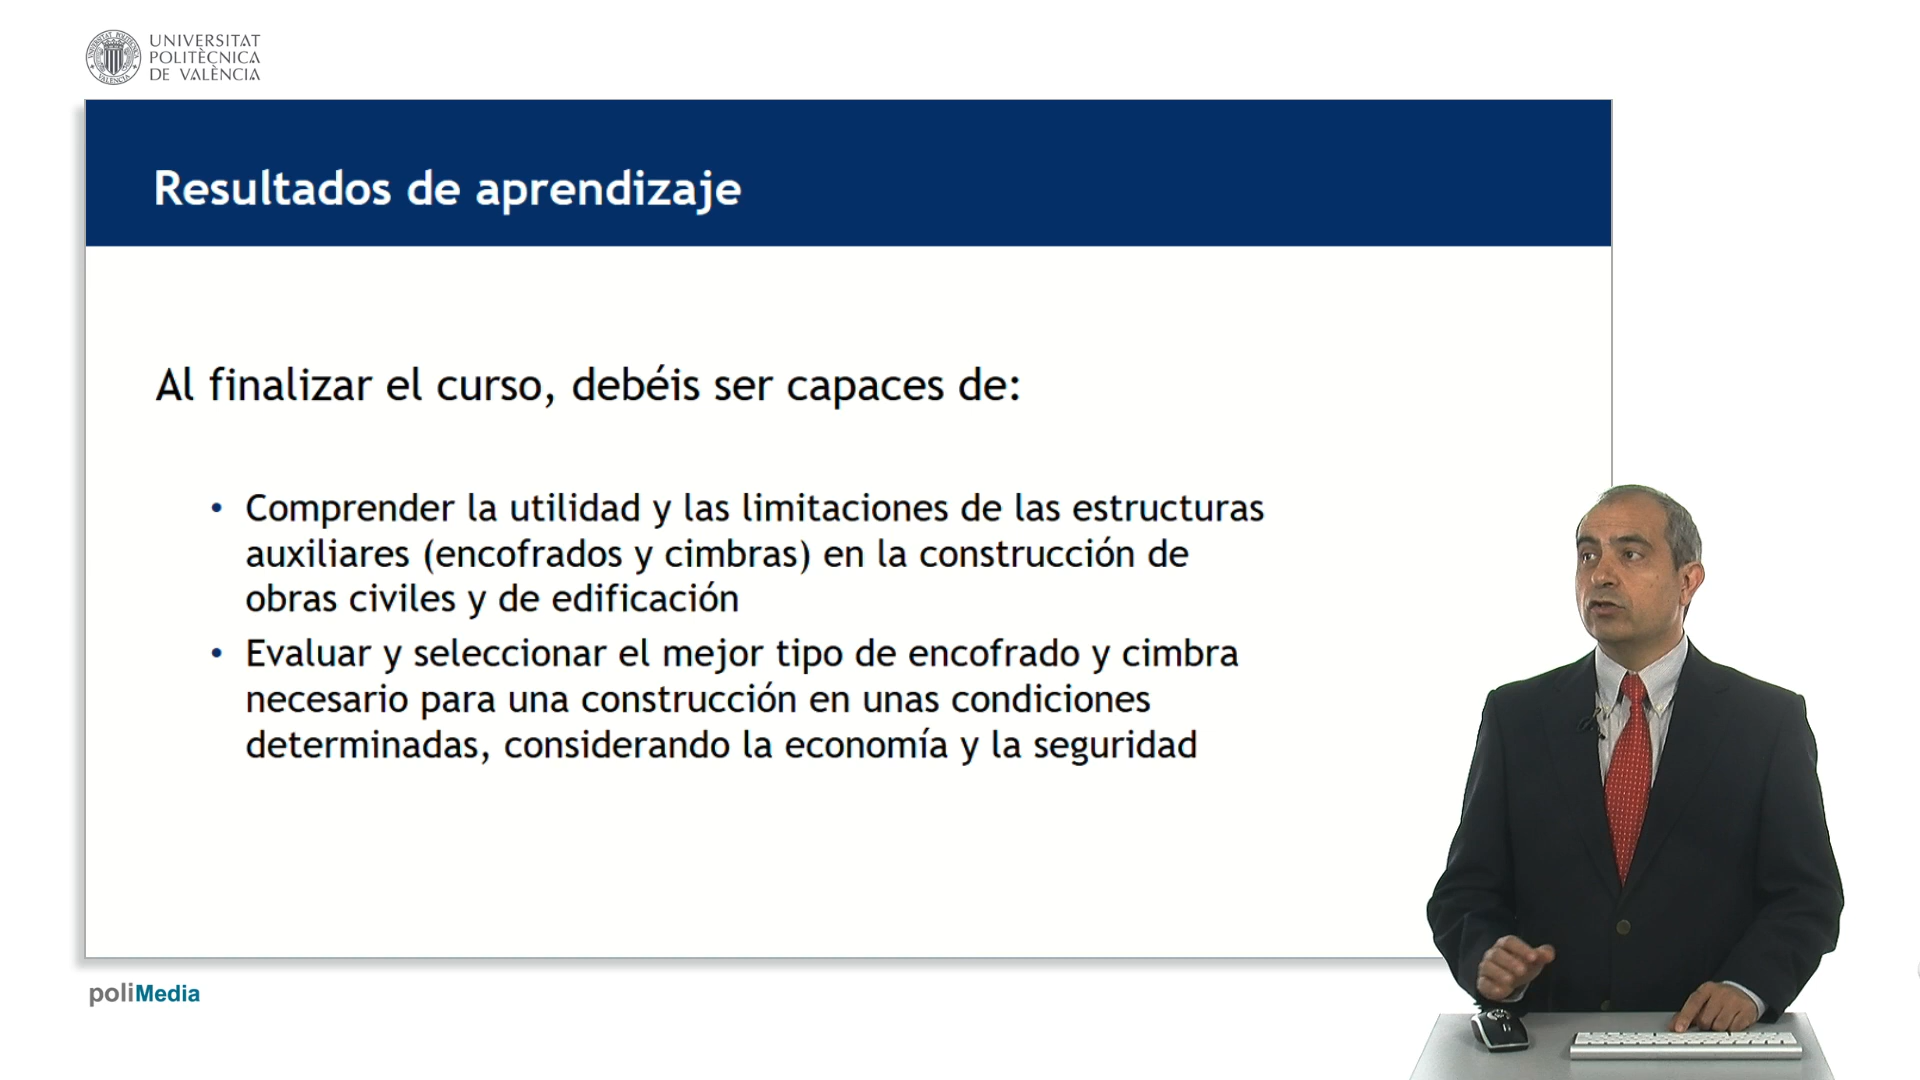 UNIVERSITAT
POLITÈCNICA
DE VALÈNCIA
Resultados de aprendizaje
Al finalizar el curso, debéis ser capaces de:
• Comprender la utilidad y las limitaciones de las estructuras
auxiliares (encofrados y cimbras) en la construcción de
obras civiles y de edificación
• Evaluar y seleccionar el mejor tipo de encofrado y cimbra
necesario para una construcción en unas condiciones
determinadas, considerando la economía y la seguridad
poliMedia